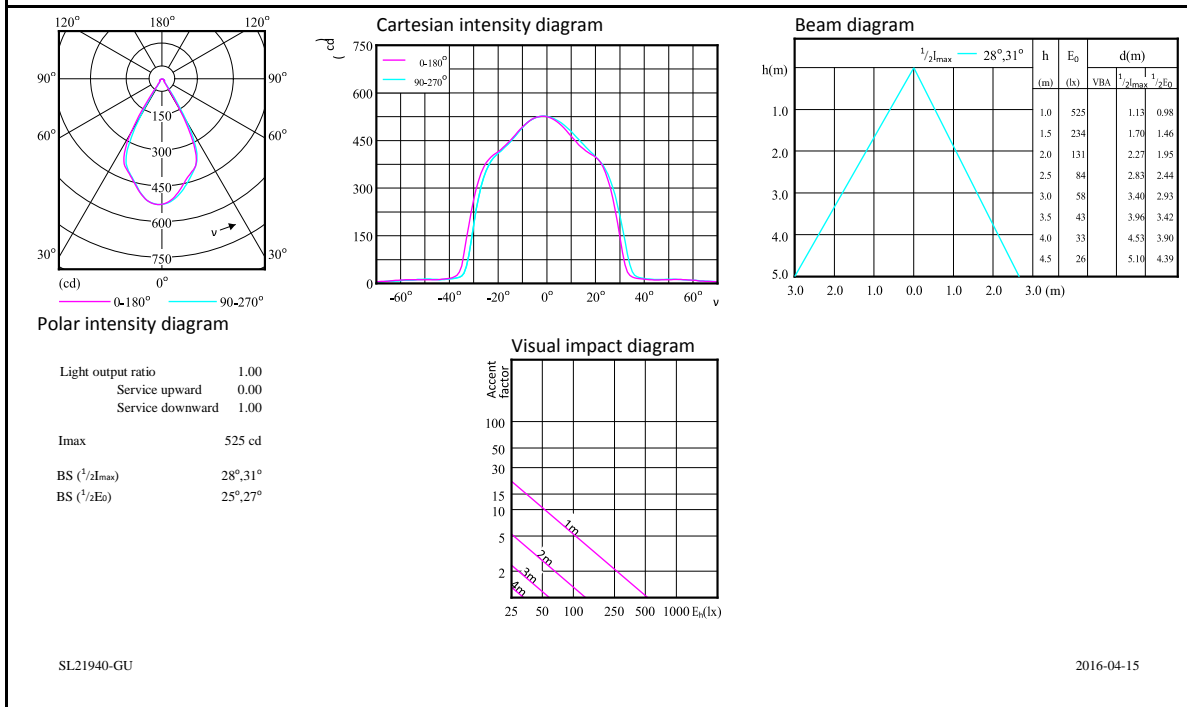 120° 180° 120°
90° 90°
150
60° 60°
300
450
600
ν
30° 750 30°
(cd) 0°
0-180° 90-270°
Polar intensity diagram
Cartesian intensity diagram
(cd)
750
0-180°
90-270°
600
450
300
150
0
-60° -40° -20° 0° 20° 40° 60° ν
Beam diagram
1/2Imax 28°,31°
h(m)
1.0
2.0
3.0
4.0
5.0
3.0 2.0 1.0 0.0 1.0 2.0 3.0 (m)
h E0 d(m)
(m) (lx) VBA 1/2Imax 1/2E0
1.0 525 1.13 0.98
1.5 234 1.70 1.46
2.0 131 2.27 1.95
2.5 84 2.83 2.44
3.0 58 3.40 2.93
3.5 43 3.96 3.42
4.0 33 4.53 3.90
4.5 26 5.10 4.39
Light output ratio 1.00
Service upward 0.00
Service downward 1.00
Imax 525 cd
BS (1/2Imax) 28°,31°
BS (1/2E0) 25°,27°
Visual impact diagram
Accent
factor
100
50
30
15
10
5
2
1m
2m
3m
4m
25 50 100 250 500 1000 Eh(lx)
SL21940-GU 2016-04-15